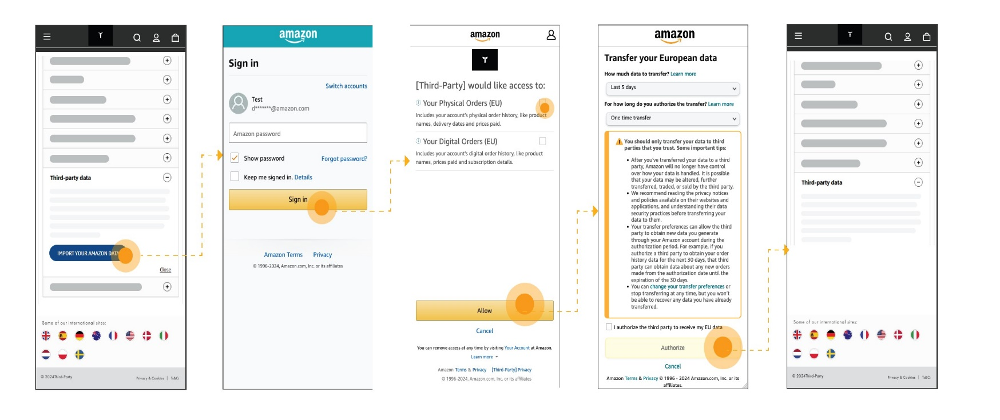 Third-party data
IMPORT YOUR AMAZON DATA
Close
Some of our international sites:
© 2024Third-Party
Privacy & Cookies |
amazon
Sign in
Switch accounts
Test
d*******@amazon.com
Amazon password
Show password
Forgot password?
Keep me signed in. Details
Sign in
Amazon Terms Privacy
© 1996-2024, Amazon.com, Inc. or its affiliates
amazon
[Third-Party] would like access to:
Your Physical Orders (EU)
Includes your account's physical order history, like product
names, delivery dates and prices paid.
Your Digital Orders (EU)
Includes your account's digital order history, like product
names, prices paid and subscription details.
Allow
Cancel
You can remove access at any time by visiting Your Account at Amazon.
Learn more
Amazon Terms & Privacy [Third-Party] Privacy
© 1996-2024, Amazon.com, Inc. or its affiliates
amazon
Transfer your European data
How much data to transfer? Learn more
Last 5 days
For how long do you authorize the transfer? Learn more
One time transfer
You should only transfer your data to third
parties that you trust. Some important tips:
• After you've transferred your data to a third
party, Amazon will no longer have control
over how your data is handled. It is possible
that your data may be altered, further
transferred, traded, or sold by the third party.
• We recommend reading the privacy notices
and policies available on their websites and
applications, and understanding their data
security practices before transferring your
data to them.
• Your transfer preferences can allow the third
party to obtain new data you generate
through your Amazon account during the
authorization period. For example, if you
authorize a third party to obtain your order
history data for the next 30 days, that third
party can obtain data about any new orders
made from the authorization date until the
expiration of the 30 days.
• You can change your transfer preferences or
stop transferring at any time, but you won't
be able to recover any data you have already
transferred.
I authorize the third party to receive my EU data
Authorize
Cancel
Amazon Terms & Privacy © 1996 - 2024 Amazon.com, Inc. or its
affiliates.
Third-party data
Some of our international sites:
© 2024Third-Party
Privacy & Cookies |